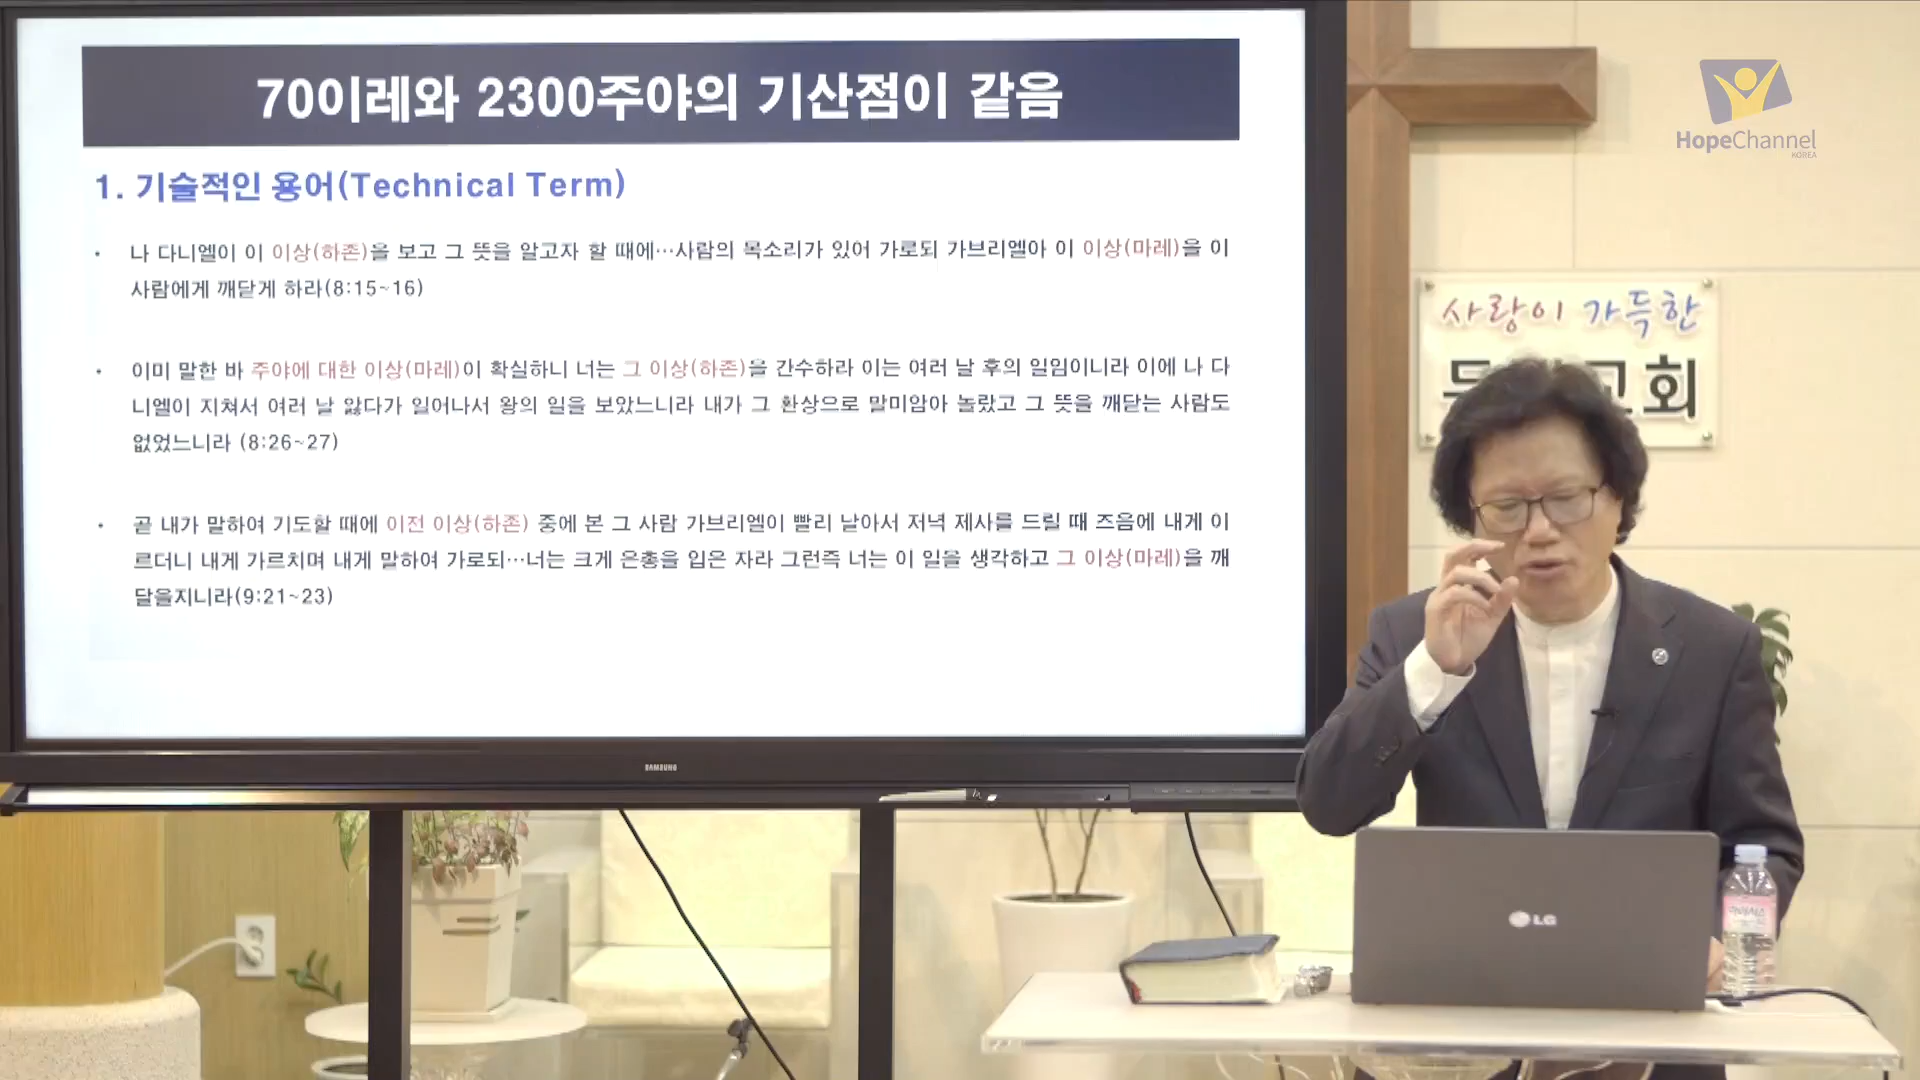 70이레와 2300주야의 기산점이 같음
1. 기술적인 용어(Technical Term)
• 나 다니엘이 이 이상(하존)을 보고 그 뜻을 알고자 할 때에…사람의 목소리가 있어 가로되 가브리엘아 이 이상(마레)을 이
사람에게 깨닫게 하라(8:15~16)
• 이미 말한 바 주야에 대한 이상(마레)이 확실하니 너는 그 이상(하존)을 간수하라 이는 여러 날 후의 일임이니라 이에 나 다
니엘이 지쳐서 여러 날 앓다가 일어나서 왕의 일을 보았느니라 내가 그 환상으로 말미암아 놀랐고 그 뜻을 깨닫는 사람도
없었느니라 (8:26~27)
• 곧 내가 말하여 기도할 때에 이전 이상(하존) 중에 본 그 사람 가브리엘이 빨리 날아서 저녁 제사를 드릴 때 즈음에 내게 이
르더니 내게 가르치며 내게 말하여 가로되…너는 크게 은총을 입은 자라 그런즉 너는 이 일을 생각하고 그 이상(마레)을 깨
달을지니라(9:21~23)
SAMSUNG
HopeChannel
KOREA
사랑이 가득한
교회
LG